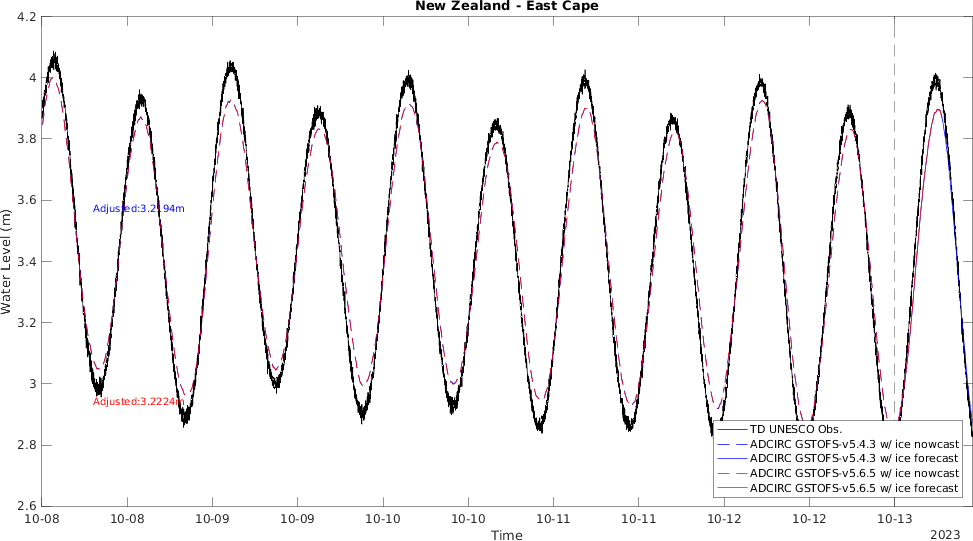 New Zealand - East Cape
4.2
4
3.8
3.6
3.4
3.2
3
2.8
2.6
Water Level (m)
Adjusted:3.2194m
Adjusted:3.2224m
TD UNESCO Obs.
ADCIRC GSTOFS-v5.4.3 w/ ice nowcast
ADCIRC GSTOFS-v5.4.3 w/ ice forecast
ADCIRC GSTOFS-v5.6.5 w/ ice nowcast
ADCIRC GSTOFS-v5.6.5 w/ ice forecast
10-08 10-08 10-09 10-09 10-10 10-10 10-11 10-11 10-12 10-12 10-13
Time
2023